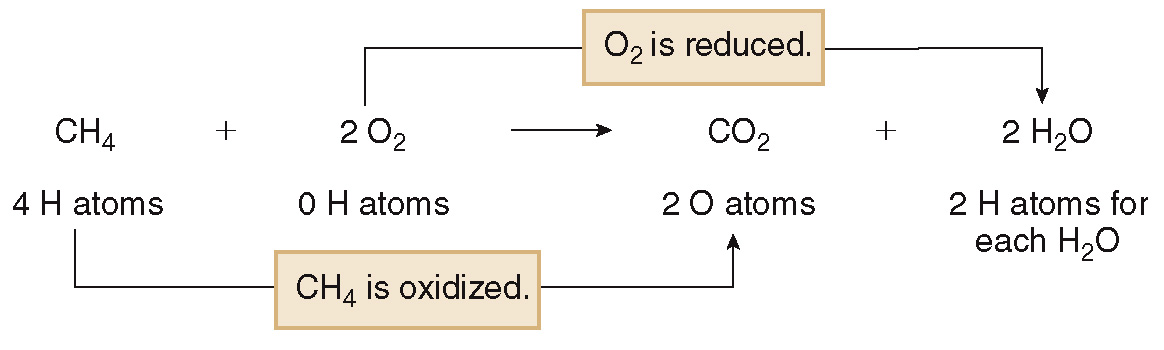 O₂ is reduced.
CH₄ + 2 O₂ → CO₂ + 2 H₂O
4 H atoms 0 H atoms 2 O atoms 2 H atoms for
each H₂O
CH₄ is oxidized.